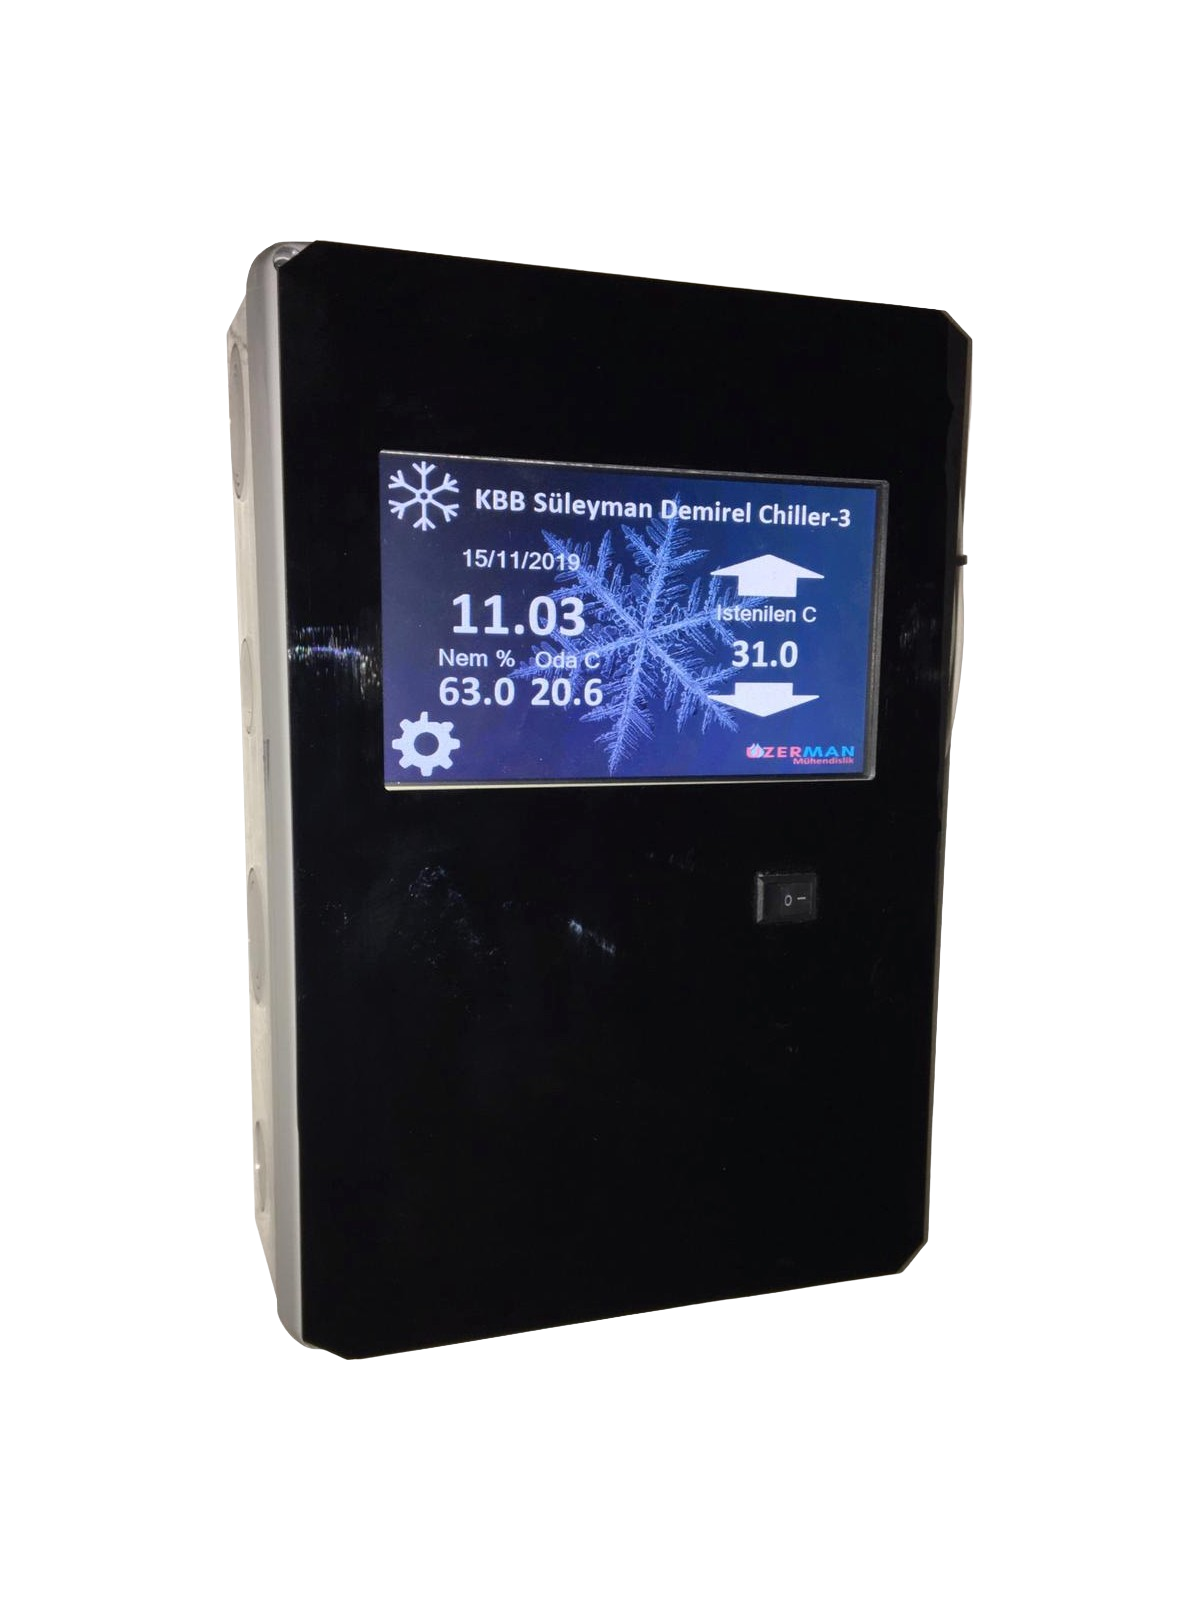 KBB Süleyman Demirel Chiller-3
15/11/2019
11.03
Nem % Oda C
63.0 20.6
Istenilen C
31.0
ÜZERMAN
Mühendislik
O –